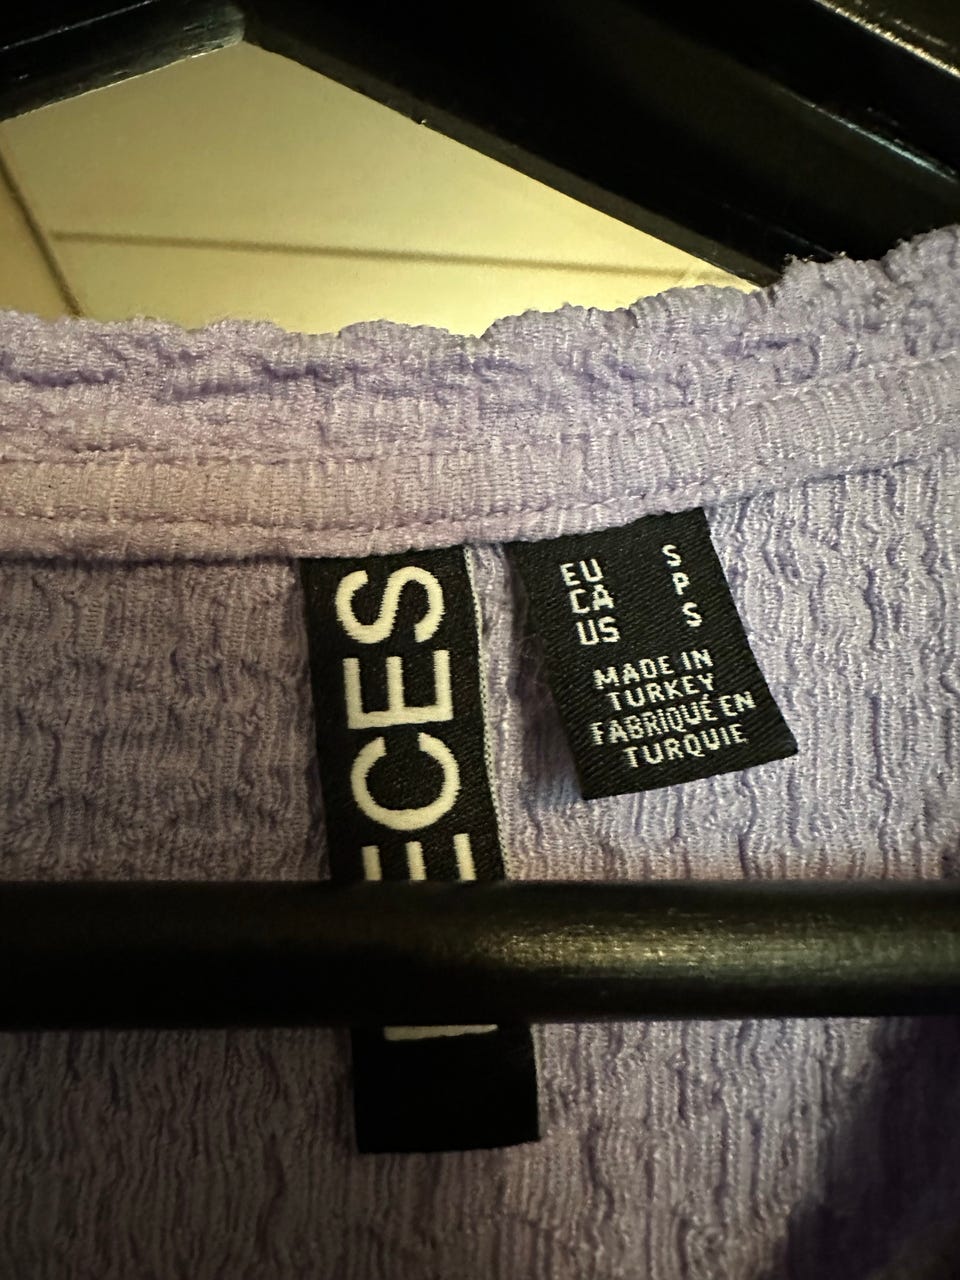 ECES
EU S
CA P
US S
MADE IN
TURKEY
FABRIQUÉ EN
TURQUIE